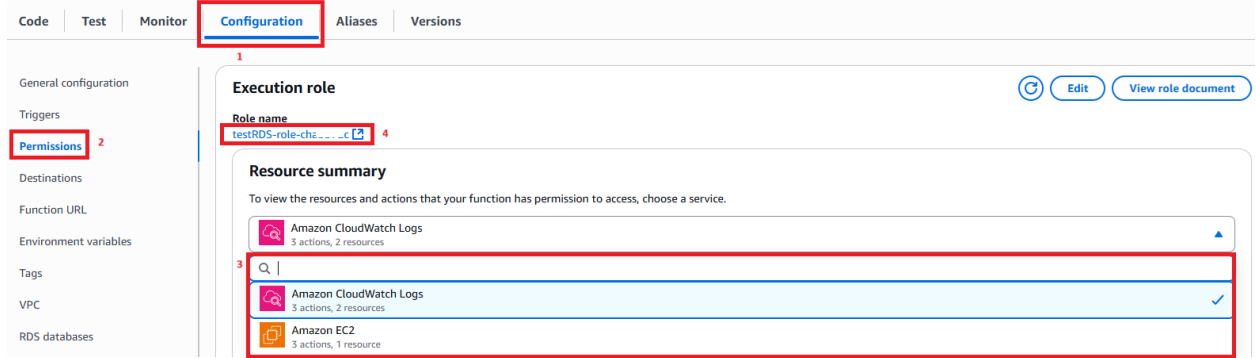 Code Test Monitor Configuration Aliases Versions
1
General configuration
Triggers
Permissions 2
Destinations
Function URL
Environment variables
Tags
VPC
RDS databases
Execution role
Edit View role document
Role name
4
Resource summary
To view the resources and actions that your function has permission to access, choose a service.
Amazon CloudWatch Logs
3 actions, 2 resources
3
Amazon CloudWatch Logs
3 actions, 2 resources
Amazon EC2
3 actions, 1 resource